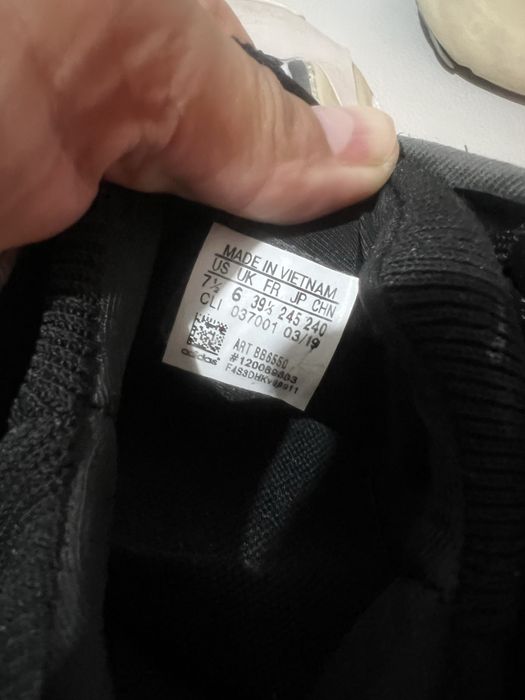 MADE IN VIETNAM
US UK FR JP CHN
7½ 6 39⅓ 245 240
CLI 037001 03/19
ART BB6550
adidas #120089803